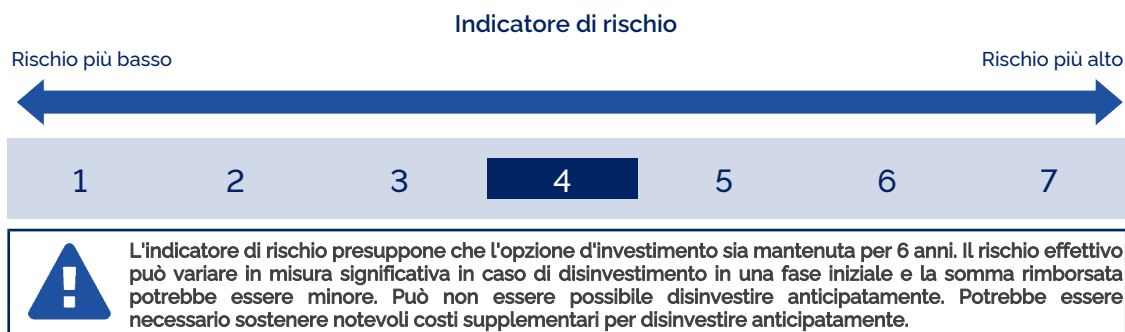 Indicatore di rischio
Rischio più basso
Rischio più alto
1 2 3 4 5 6 7
L'indicatore di rischio presuppone che l'opzione d'investimento sia mantenuta per 6 anni. Il rischio effettivo
può variare in misura significativa in caso di disinvestimento in una fase iniziale e la somma rimborsata
potrebbe essere minore. Può non essere possibile disinvestire anticipatamente. Potrebbe essere
necessario sostenere notevoli costi supplementari per disinvestire anticipatamente.